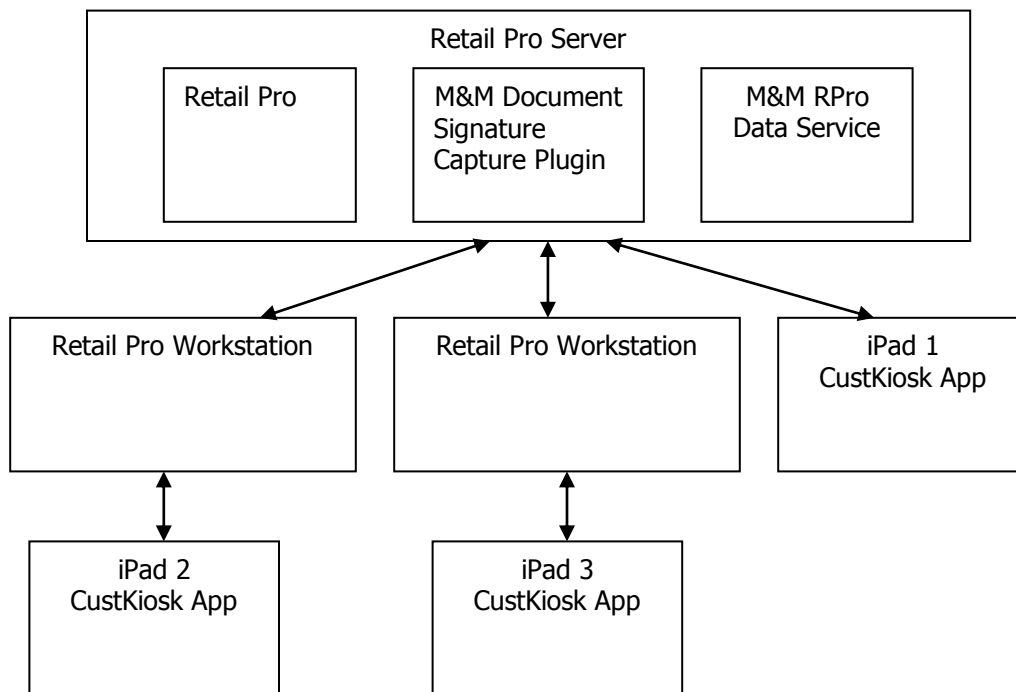 Retail Pro Server
Retail Pro
M&M Document
Signature
Capture Plugin
M&M RPro
Data Service
Retail Pro Workstation
Retail Pro Workstation
iPad 1
CustKiosk App
iPad 2
CustKiosk App
iPad 3
CustKiosk App